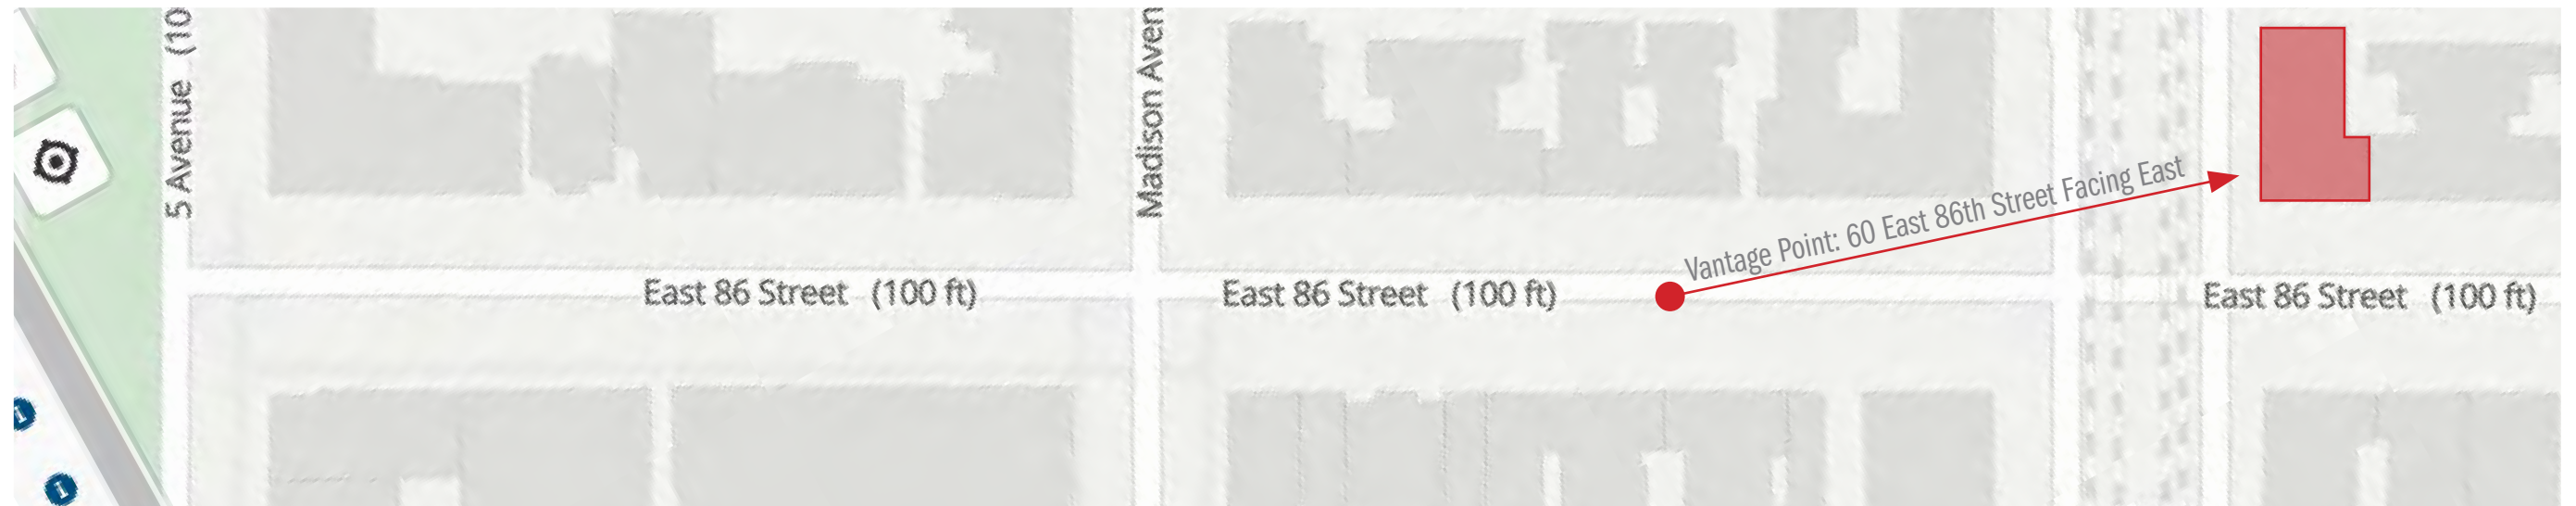 5 Avenue (10
Madison Aven
Vantage Point: 60 East 86th Street Facing East
East 86 Street (100 ft)
East 86 Street (100 ft)
East 86 Street (100 ft)